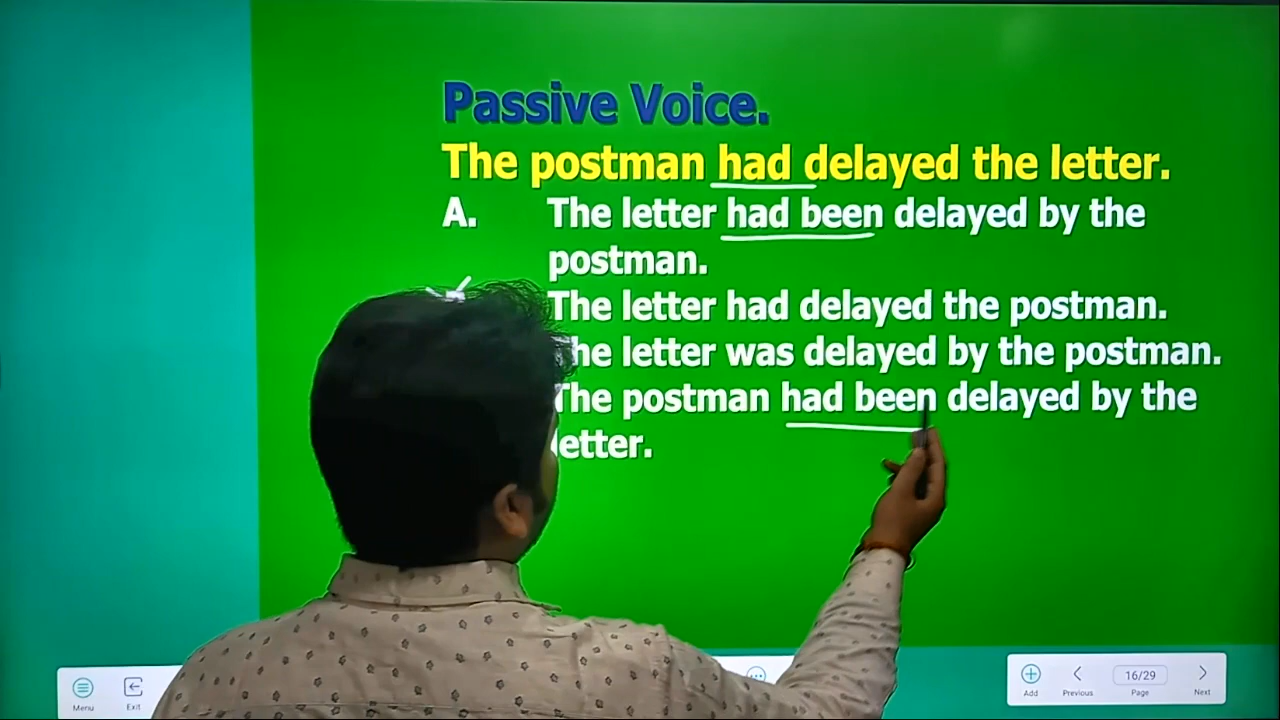 Passive Voice.
The postman had delayed the letter.
A. The letter had been delayed by the
postman.
The letter had delayed the postman.
The letter was delayed by the postman.
The postman had been delayed by the
letter.
Menu
Exit
Add
Previous
16/29
Page
Next